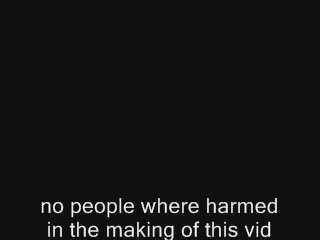 no people where harmed
in the making of this vid